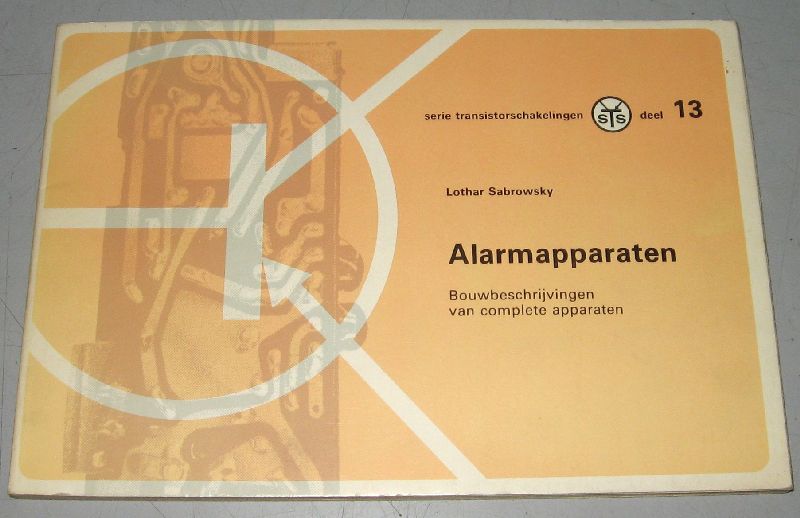 serie transistorschakelingen STS deel 13
Lothar Sabrowsky
Alarmapparaten
Bouwbeschrijvingen
van complete apparaten